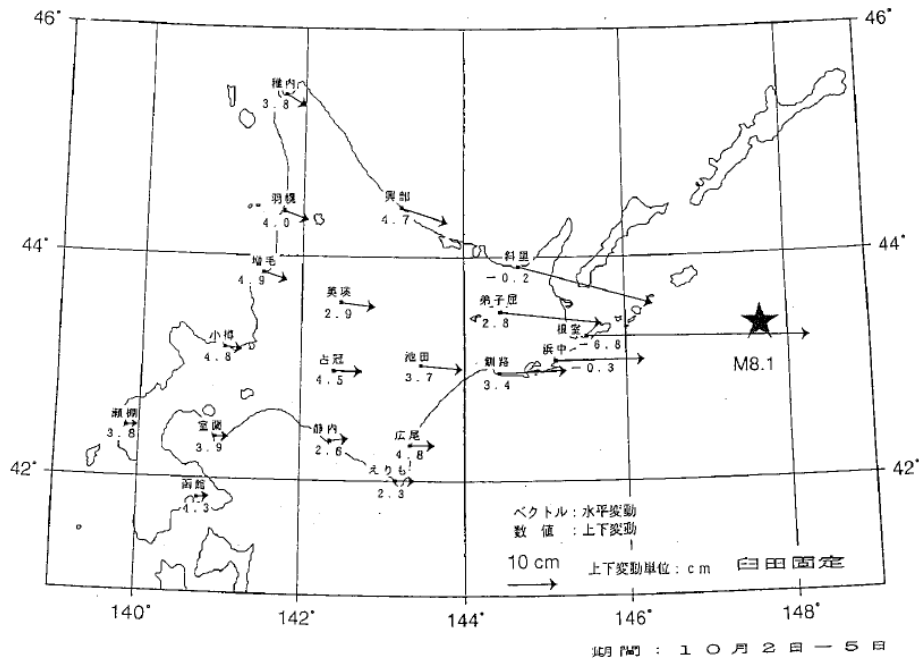 46°
46°
稚内
3.8
羽幌
4.0
興部
4.7
44°
44°
増毛
4.9
斜里
-0.2
美瑛
2.9
弟子屈
2.8
根室
-6.8
小樽
4.8
浜中
-0.3
M8.1
占冠
4.5
池田
3.7
釧路
3.4
瀬棚
3.8
室蘭
3.9
静内
2.6
広尾
4.8
42°
42°
えりも
2.3
函館
4.3
ベクトル：水平変動
数 値：上下変動
10 cm
上下変動単位：cm
臼田固定
140°
142°
144°
146°
148°
期間：10月2日－5日